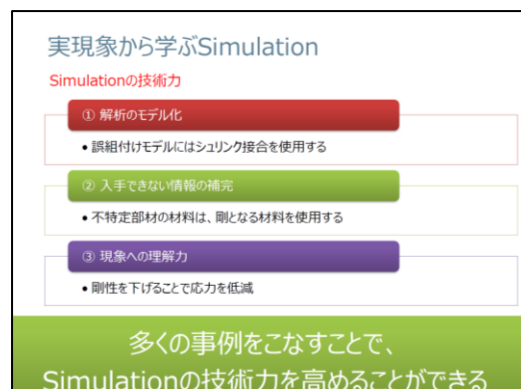 実現象から学ぶSimulation
Simulationの技術力
① 解析のモデル化
• 誤組付けモデルにはシュリンク接合を使用する
② 入手できない情報の補完
• 不特定部材の材料は、剛となる材料を使用する
③ 現象への理解力
• 剛性を下げることで応力を低減
多くの事例をこなすことで、
Simulationの技術力を高めることができる